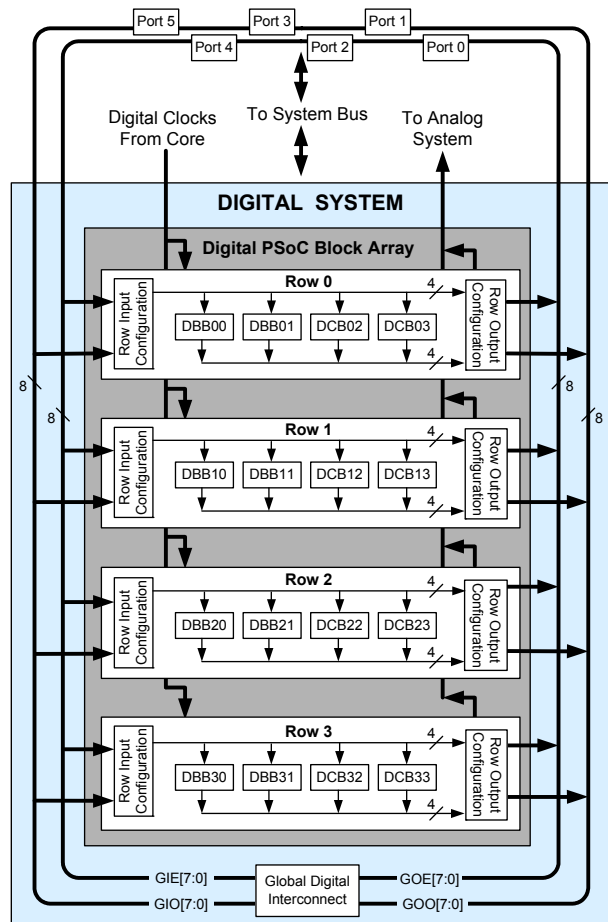 Port 5
Port 3
Port 1
Port 4
Port 2
Port 0
Digital Clocks
From Core
To System Bus
To Analog
System
DIGITAL SYSTEM
Digital PSoC Block Array
Row 0
Row Input
Configuration
4
DBB00
DBB01
DCB02
DCB03
4
Row Output
Configuration
8
8
8
8
Row 1
Row Input
Configuration
4
DBB10
DBB11
DCB12
DCB13
4
Row Output
Configuration
Row 2
Row Input
Configuration
4
DBB20
DBB21
DCB22
DCB23
4
Row Output
Configuration
Row 3
Row Input
Configuration
4
DBB30
DBB31
DCB32
DCB33
4
Row Output
Configuration
GIE[7:0]
GIO[7:0]
Global Digital
Interconnect
GOE[7:0]
GOO[7:0]